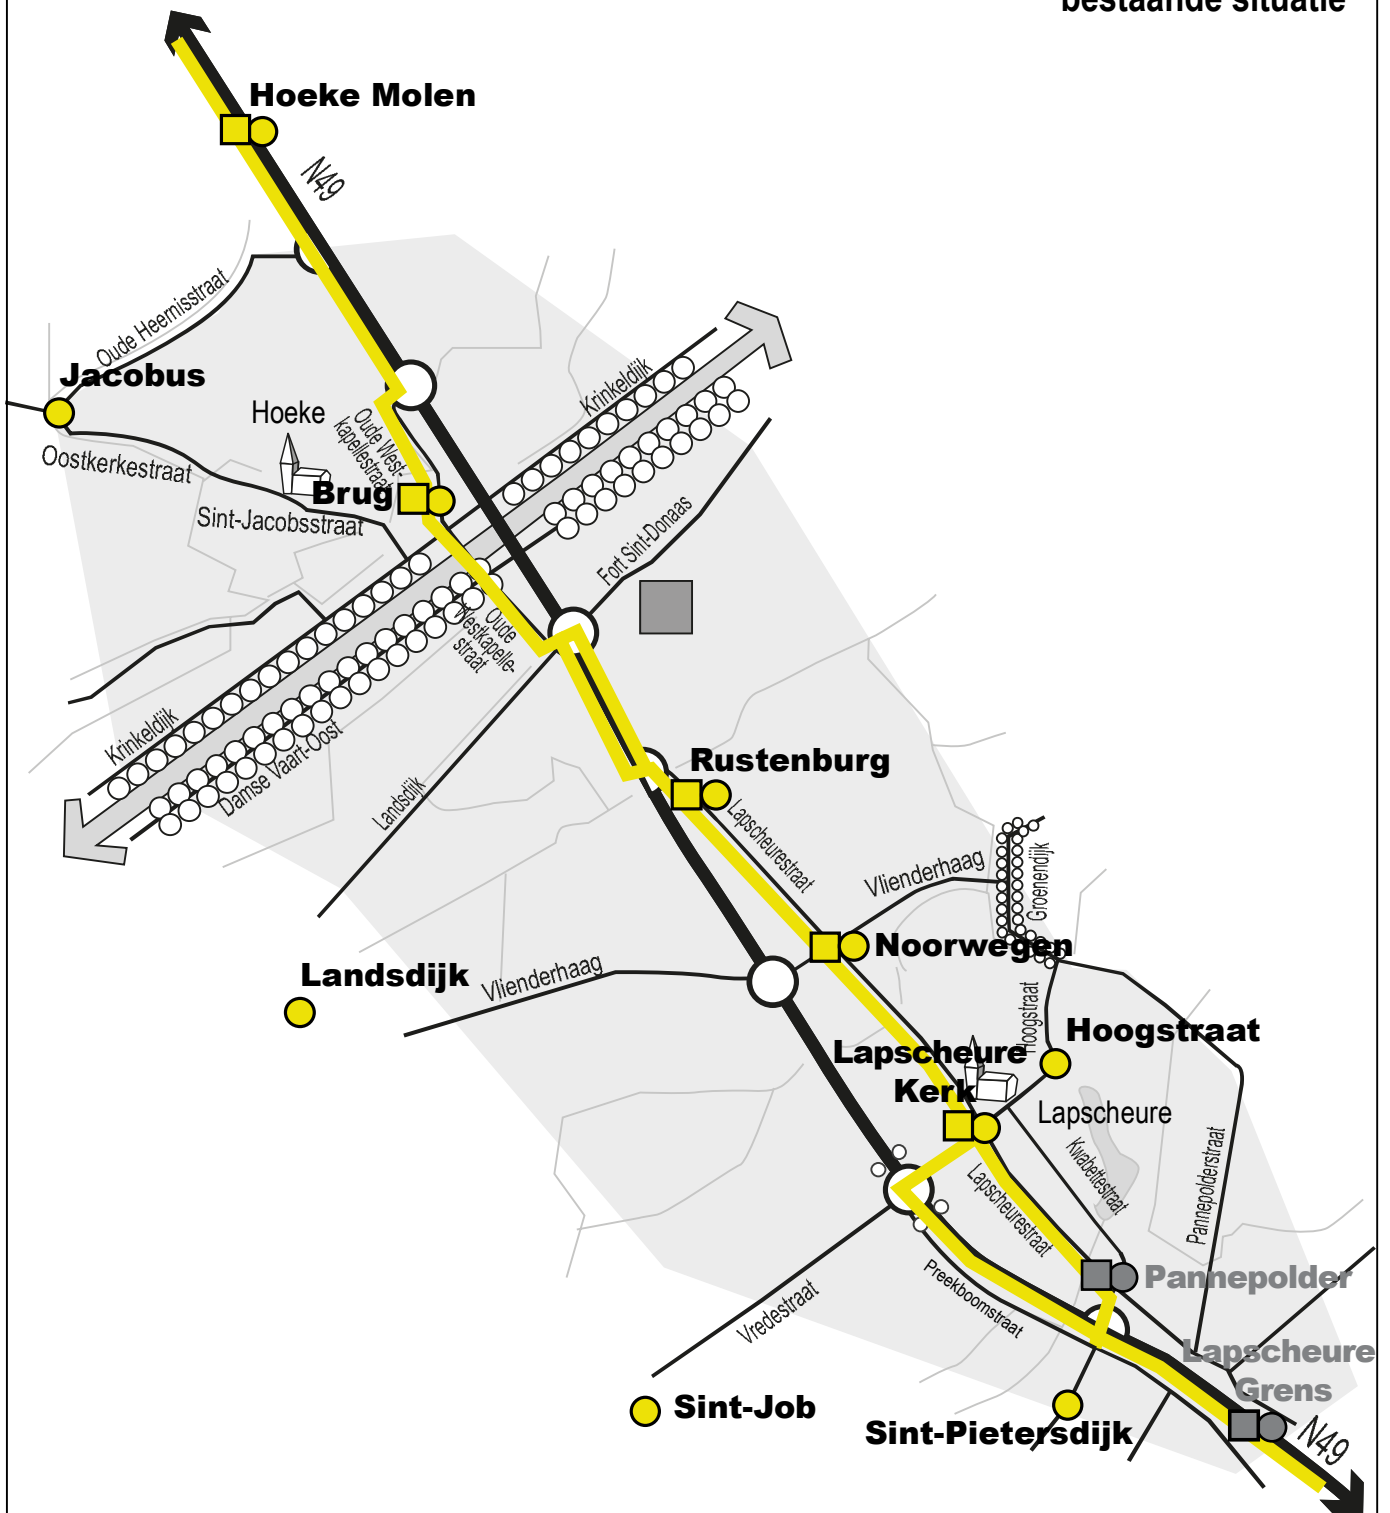 bestaande situatie
Hoeke Molen
N49
Oude Heernisstraat
Jacobus
Krinkeldijk
Hoeke
Oude West-
kapellestraat
Oostkerkestraat
Brug
Sint-Jacobsstraat
Fort Sint-Donaas
Oude
Westkapelle-
straat
Krinkeldijk
Damse Vaart-Oost
Landsdijk
Rustenburg
Lapscheurestraat
Vlienderhaag
Groenendijk
Noorwegen
Landsdijk
Vlienderhaag
Hoogstraat
Hoogstraat
Lapscheure
Kerk
Lapscheure
Kwabettestraat
Pannepolderstraat
Lapscheurestraat
Pannepolder
Preekboomstraat
Vredestraat
Lapscheure
Grens
Sint-Job
Sint-Pietersdijk
N49